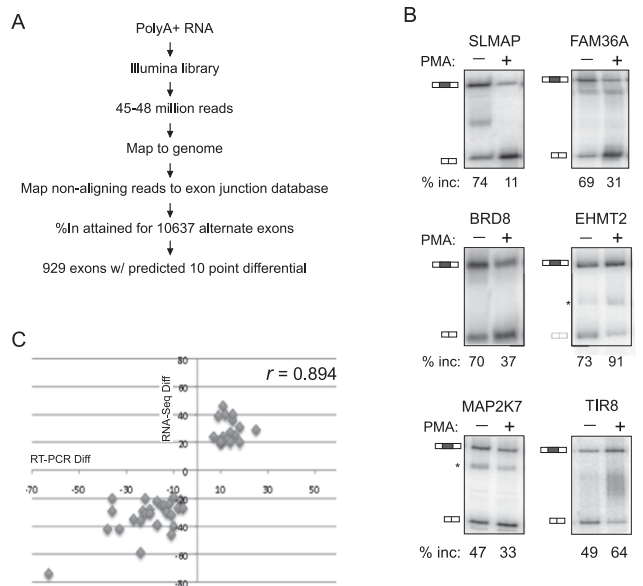 A
PolyA+ RNA
Illumina library
45-48 million reads
Map to genome
Map non-aligning reads to exon junction database
%In attained for 10637 alternate exons
929 exons w/ predicted 10 point differential
B
SLMAP
PMA: — +
% inc: 74 11
FAM36A
— +
69 31
BRD8
PMA: — +
% inc: 70 37
EHMT2
— +
*
73 91
MAP2K7
PMA: — +
*
% inc: 47 33
TIR8
— +
49 64
C
r = 0.894
RNA-Seq Diff
RT-PCR Diff
80
60
40
20
0
-20
-40
-60
-80
-70 -50 -30 -10 10 30 50